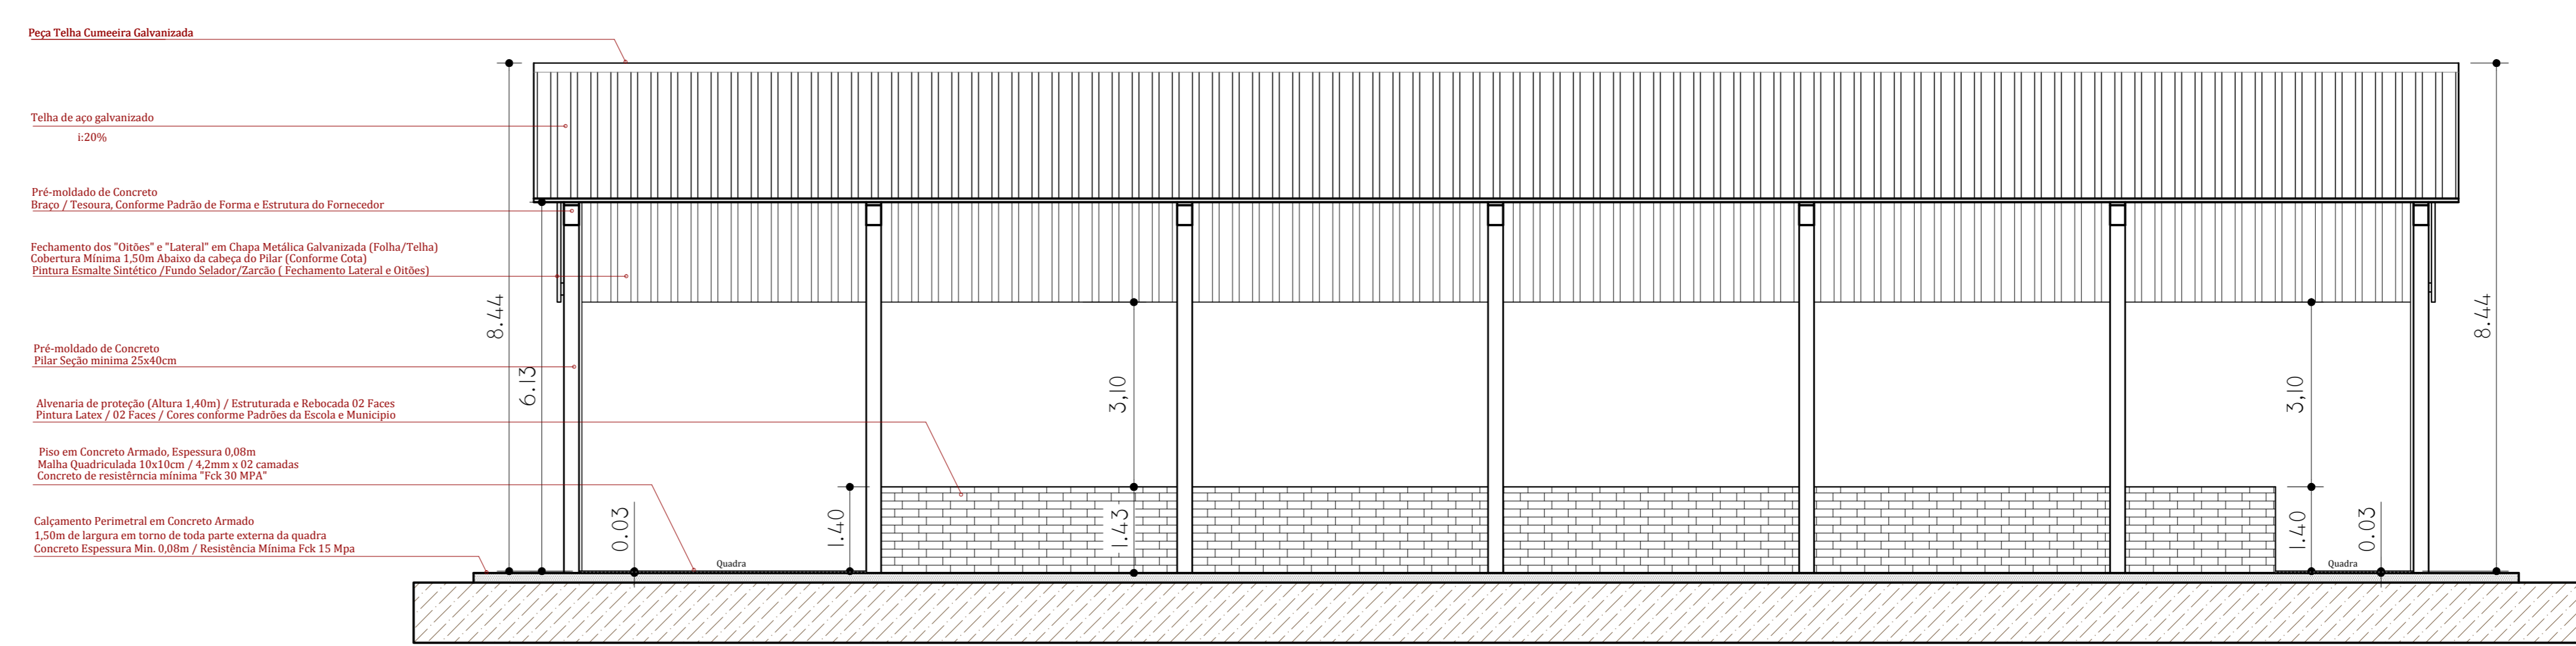 Peça Telha Cumeeira Galvanizada
Telha de aço galvanizado
i:20%
Pré-moldado de Concreto
Braço / Tesoura, Conforme Padrão de Forma e Estrutura do Fornecedor
Fechamento dos "Oitões" e "Lateral" em Chapa Metálica Galvanizada (Folha/Telha)
Cobertura Mínima 1,50m Abaixo da cabeça do Pilar (Conforme Cota)
Pintura Esmalte Sintético /Fundo Selador/Zarcão ( Fechamento Lateral e Oitões)
Pré-moldado de Concreto
Pilar Seção minima 25x40cm
Alvenaria de proteção (Altura 1,40m) / Estruturada e Rebocada 02 Faces
Pintura Latex / 02 Faces / Cores conforme Padrões da Escola e Municipio
Piso em Concreto Armado, Espessura 0,08m
Malha Quadriculada 10x10cm / 4,2mm x 02 camadas
Concreto de resistêrncia mínima "Fck 30 MPA"
Calçamento Perimetral em Concreto Armado
1,50m de largura em torno de toda parte externa da quadra
Concreto Espessura Min. 0,08m / Resistência Mínima Fck 15 Mpa
8.44
6.13
0.03
Quadra
1.40
3,10
1.43
3,10
1.40
0.03
Quadra
8.44